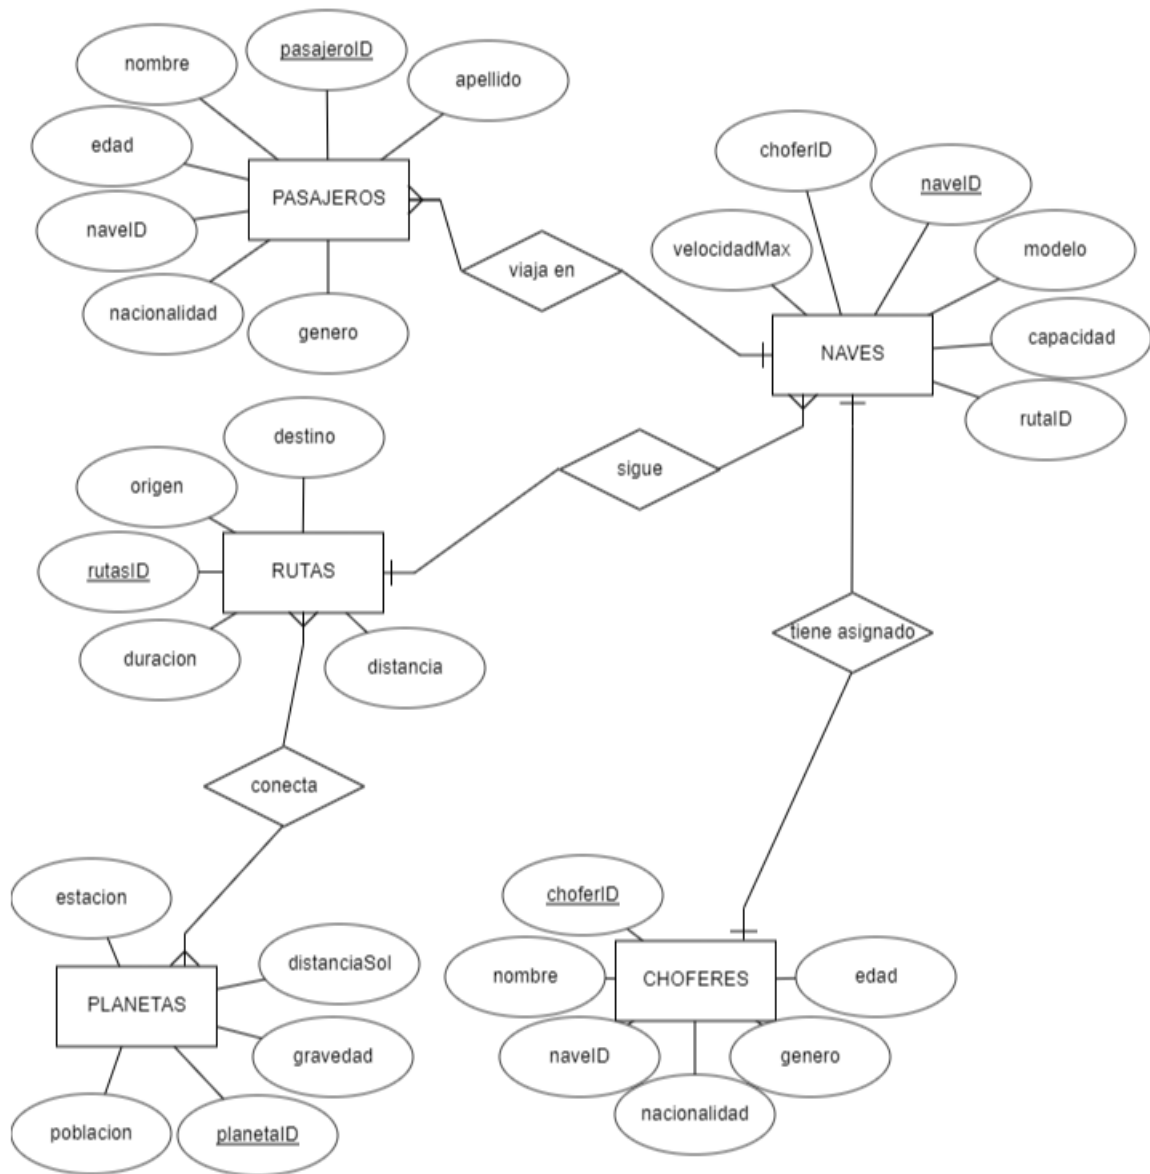 pasajeroID
nombre
apellido
edad
PASAJEROS
naveID
nacionalidad
genero
viaja en
choferID
naveID
velocidadMax
modelo
NAVES
capacidad
rutaID
destino
sigue
origen
rutasID
RUTAS
duracion
distancia
tiene asignado
conecta
estacion
distanciaSol
PLANETAS
gravedad
poblacion
planetaID
choferID
nombre
CHOFERES
edad
naveID
genero
nacionalidad